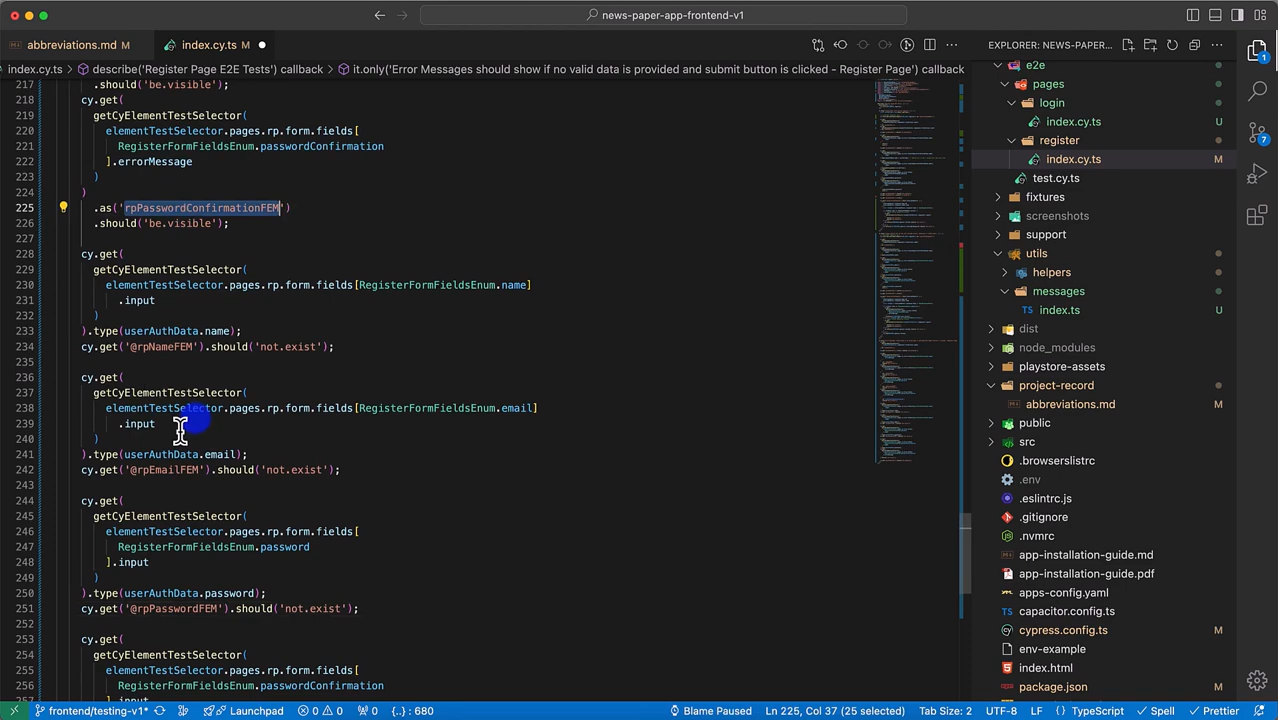 news-paper-app-frontend-v1
abbreviations.md M
index.cy.ts M
EXPLORER: NEWS-PAPER...
index.cy.ts > describe('Register Page E2E Tests') callback > it.only('Error Messages should show if no valid data is provided and submit button is clicked - Register Page') callback
217 .should('be.visible');
218 cy.get(
getCyElementTestSelector(
elementTestSelector.pages.rp.form.fields[
RegisterFormFieldsEnum.passwordConfirmation
222 ].errorMessage
223 )
224 )
225 .as('rpPasswordConfirmationFEM')
.should('be.visible');
227
228 cy.get(
229 getCyElementTestSelector(
230 elementTestSelector.pages.rp.form.fields[RegisterFormFieldsEnum.name]
231 .input
232 )
233 ).type(userAuthData.name);
234 cy.get('@rpNameFEM').should('not.exist');
235
236 cy.get(
237 getCyElementTestSelector(
238 elementTestSelector.pages.rp.form.fields[RegisterFormFieldsEnum.email]
239 .input
240 )
241 ).type(userAuthData.email);
242 cy.get('@rpEmailFEM').should('not.exist');
243
244 cy.get(
245 getCyElementTestSelector(
246 elementTestSelector.pages.rp.form.fields[
247 RegisterFormFieldsEnum.password
248 ].input
249 )
250 ).type(userAuthData.password);
251 cy.get('@rpPasswordFEM').should('not.exist');
252
253 cy.get(
254 getCyElementTestSelector(
255 elementTestSelector.pages.rp.form.fields[
256 RegisterFormFieldsEnum.passwordConfirmation
257 ].input
e2e
pages
login
index.cy.ts U
register
index.cy.ts M
test.cy.ts U
fixtures
screenshots
support
utils
helpers
messages
index.ts U
dist
node_modules
playstore-assets
project-record
abbreviations.md M
public
src
.browserslistrc
.env
.eslintrc.js
.gitignore
.nvmrc
app-installation-guide.md
app-installation-guide.pdf
apps-config.yaml
capacitor.config.ts
cypress.config.ts M
env-example
index.html
package.json M
1
7
frontend/testing-v1* Launchpad 0 0 0 {..} : 680 Blame Paused Ln 225, Col 37 (25 selected) Tab Size: 2 UTF-8 LF {} TypeScript Spell Prettier